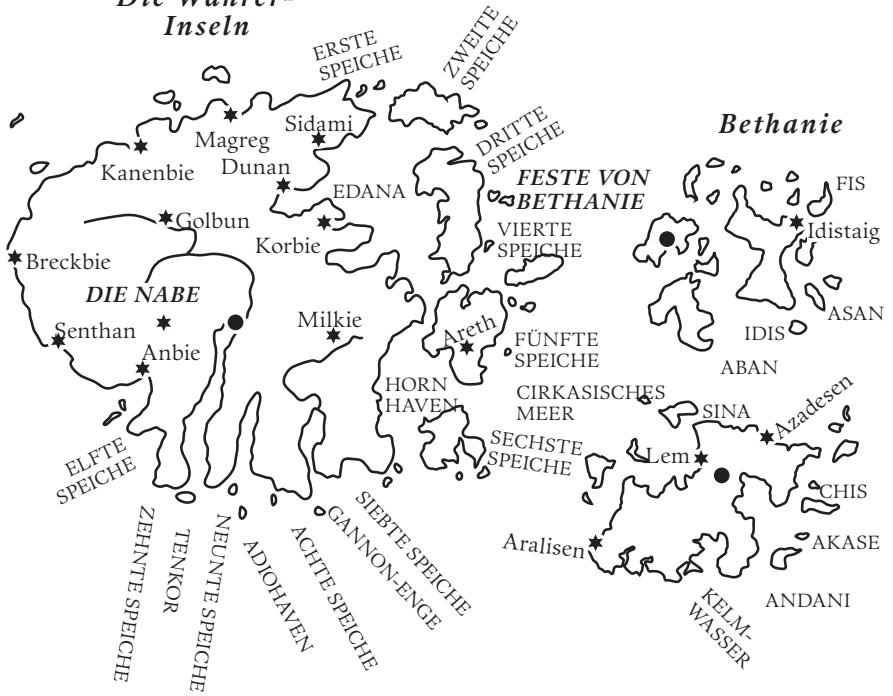 Inseln
ERSTE
SPEICHE
ZWEITE
SPEICHE
Magreg
Sidami
Kanenbie
Dunan
DRITTE
SPEICHE
Bethanie
EDANA
FESTE VON
BETHANIE
FIS
Golbun
Korbie
VIERTE
SPEICHE
Idistaig
Breckbie
DIE NABE
Senthan
Anbie
Milkie
Areth
FÜNFTE
SPEICHE
IDIS
ASAN
ABAN
HORN
HAVEN
CIRKASISCHES
MEER
SINA
Azadesen
ELFTE
SPEICHE
SECHSTE
SPEICHE
Lem
CHIS
ZEHNTE SPEICHE
TENKOR
NEUNTE SPEICHE
ADIOHAVEN
ACHTE SPEICHE
GANNON-ENGE
SIEBTE SPEICHE
Aralisen
AKASE
KELM-
WASSER
ANDANI